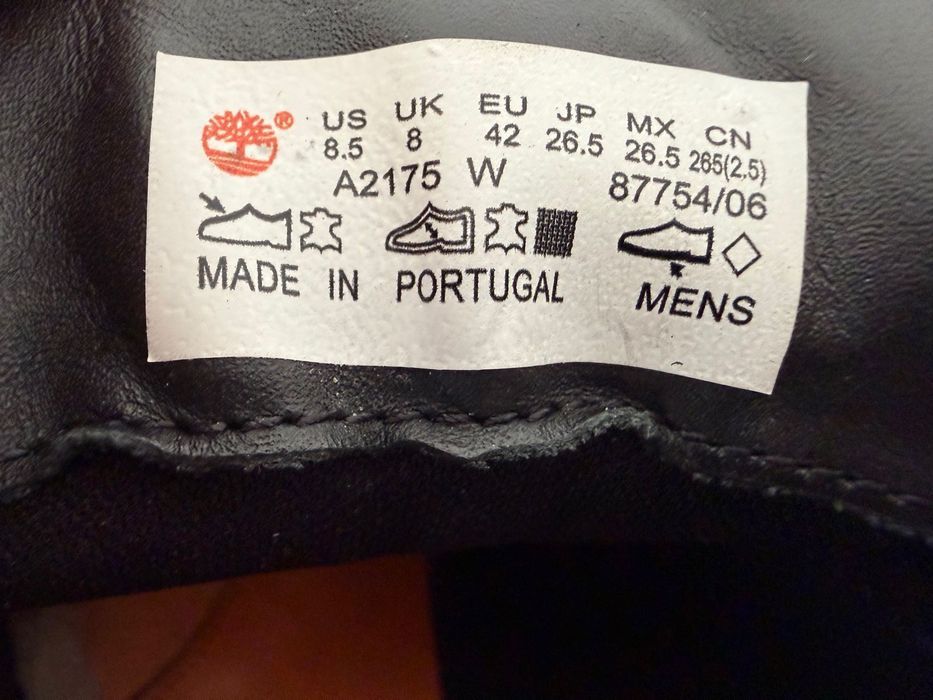 ®
US UK EU JP MX CN
8.5 8 42 26.5 26.5 265(2,5)
A2175 W 87754/06
MADE IN PORTUGAL MENS